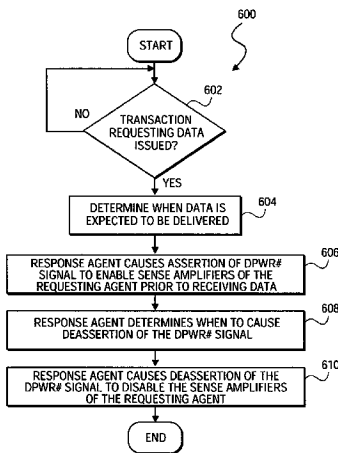 600
START
602
NO
TRANSACTION
REQUESTING DATA
ISSUED?
YES
604
DETERMINE WHEN DATA IS
EXPECTED TO BE DELIVERED
606
RESPONSE AGENT CAUSES ASSERTION OF DPWR#
SIGNAL TO ENABLE SENSE AMPLIFIERS OF THE
REQUESTING AGENT PRIOR TO RECEIVING DATA
608
RESPONSE AGENT DETERMINES WHEN TO CAUSE
DEASSERTION OF THE DPWR# SIGNAL
610
RESPONSE AGENT CAUSES DEASSERTION OF THE
DPWR# SIGNAL TO DISABLE THE SENSE AMPLIFIERS
OF THE REQUESTING AGENT
END